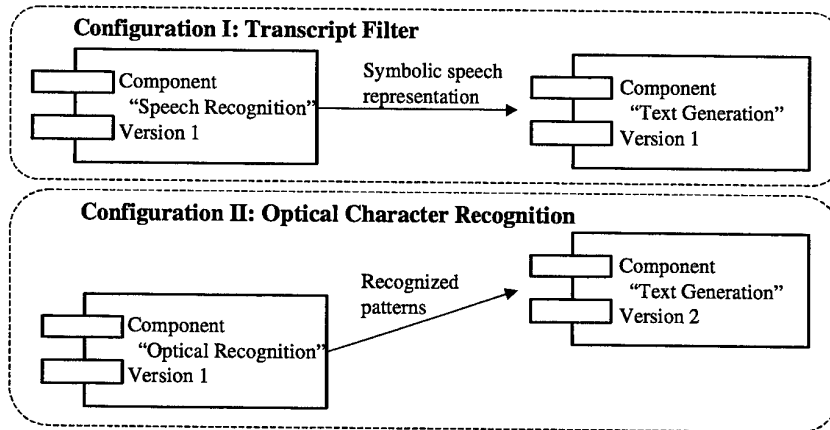 Configuration I: Transcript Filter
Component
“Speech Recognition”
Version 1
Symbolic speech
representation
Component
“Text Generation”
Version 1
Configuration II: Optical Character Recognition
Component
“Optical Recognition”
Version 1
Recognized
patterns
Component
“Text Generation”
Version 2